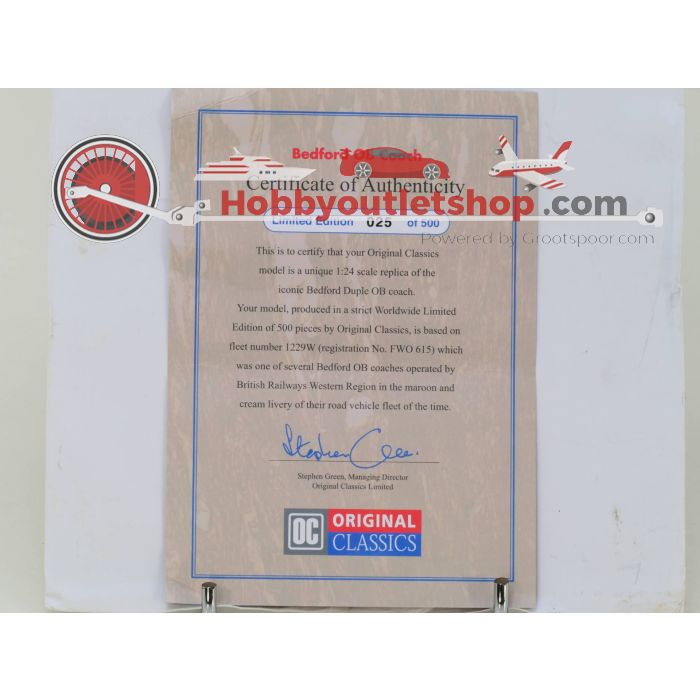 Bedford OB Coach
Certificate of Authenticity
Hobbyoutletshop.com
Limited Edition 025 of 500
Powered by Grootspoor.com
This is to certify that your Original Classics
model is a unique 1:24 scale replica of the
iconic Bedford Duple OB coach.
Your model, produced in a strict Worldwide Limited
Edition of 500 pieces by Original Classics, is based on
fleet number 1229W (registration No. FWO 615) which
was one of several Bedford OB coaches operated by
British Railways Western Region in the maroon and
cream livery of their road vehicle fleet of the time.
Stephen Green
Stephen Green, Managing Director
Original Classics Limited
OC ORIGINAL
CLASSICS